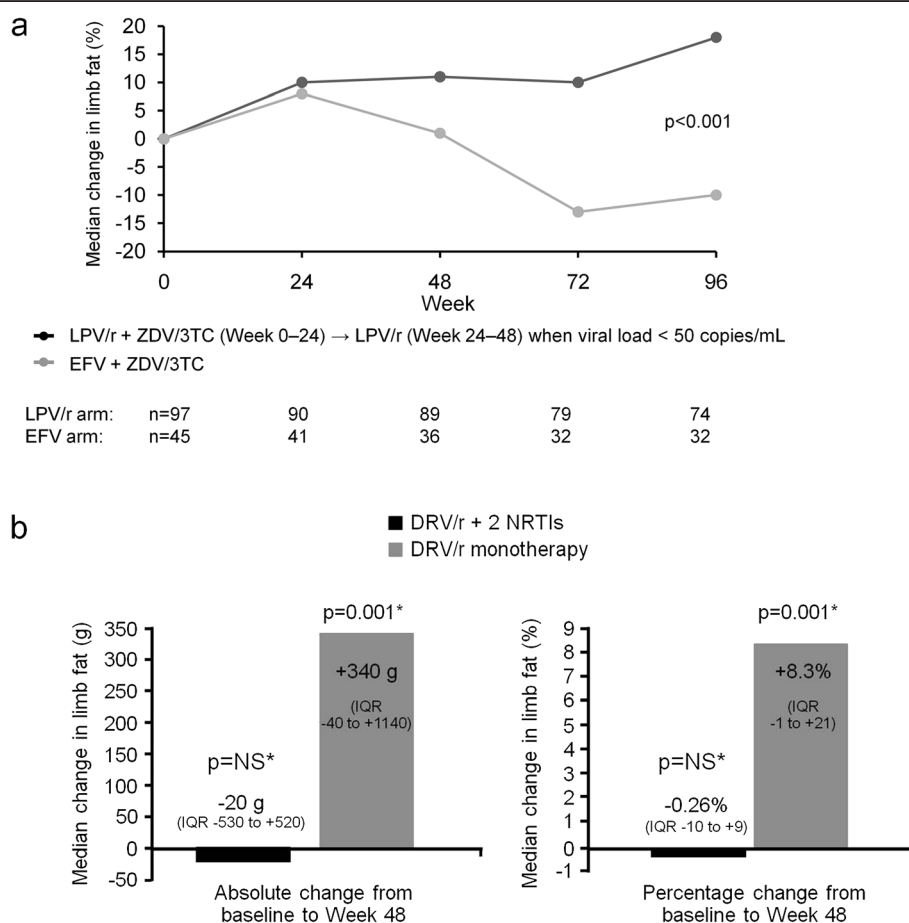 a
Median change in limb fat (%)
20
15
10
5
0
-5
-10
-15
-20
p<0.001
0 24 48 72 96
Week
LPV/r + ZDV/3TC (Week 0–24) → LPV/r (Week 24–48) when viral load < 50 copies/mL
EFV + ZDV/3TC
LPV/r arm: n=97 90 89 79 74
EFV arm: n=45 41 36 32 32
b
DRV/r + 2 NRTIs
DRV/r monotherapy
Median change in limb fat (g)
350
300
250
200
150
100
50
0
-50
p=NS*
-20 g
(IQR -530 to +520)
p=0.001*
+340 g
(IQR
-40 to +1140)
Absolute change from
baseline to Week 48
Median change in limb fat (%)
9
8
7
6
5
4
3
2
1
0
-1
p=NS*
-0.26%
(IQR -10 to +9)
p=0.001*
+8.3%
(IQR
-1 to +21)
Percentage change from
baseline to Week 48